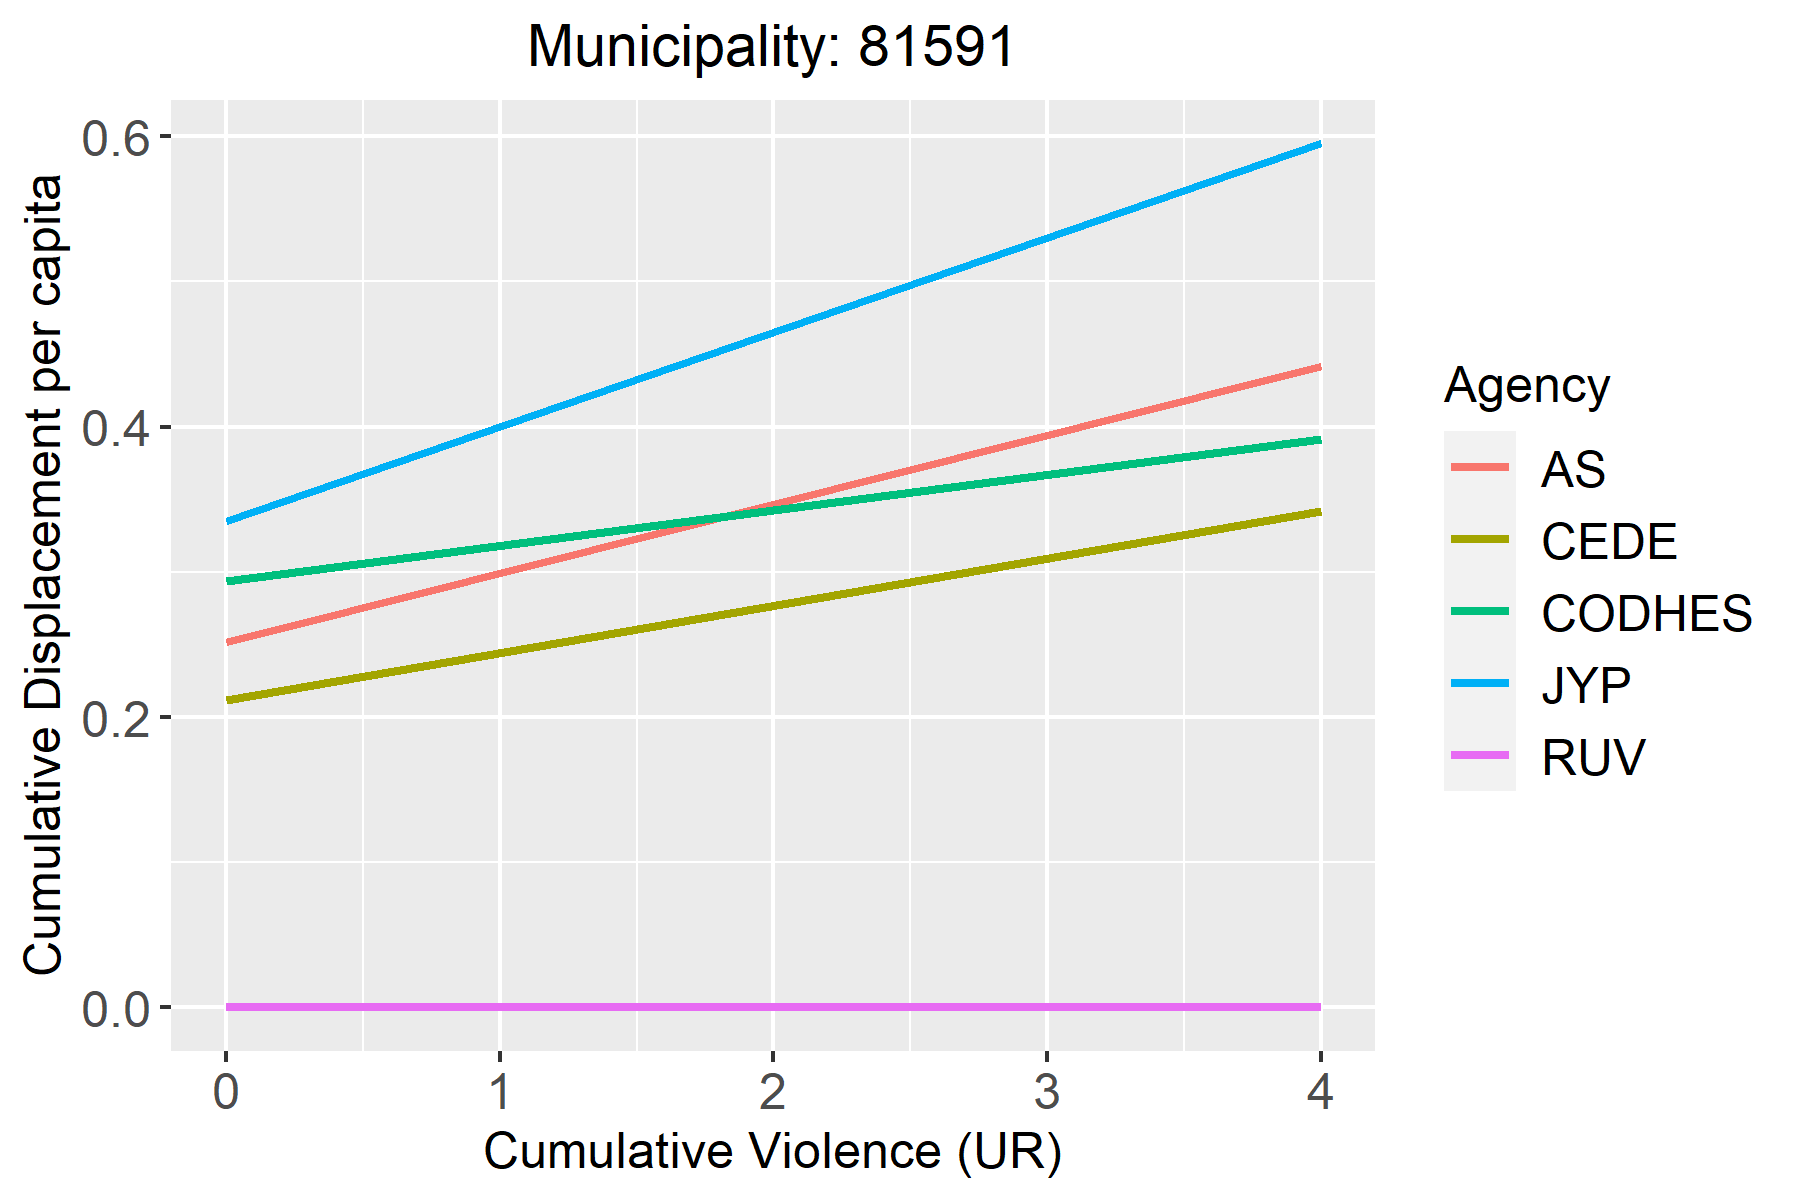 Municipality: 81591
Cumulative Displacement per capita
0.6
0.4
0.2
0.0
0 1 2 3 4
Cumulative Violence (UR)
Agency
AS
CEDE
CODHES
JYP
RUV